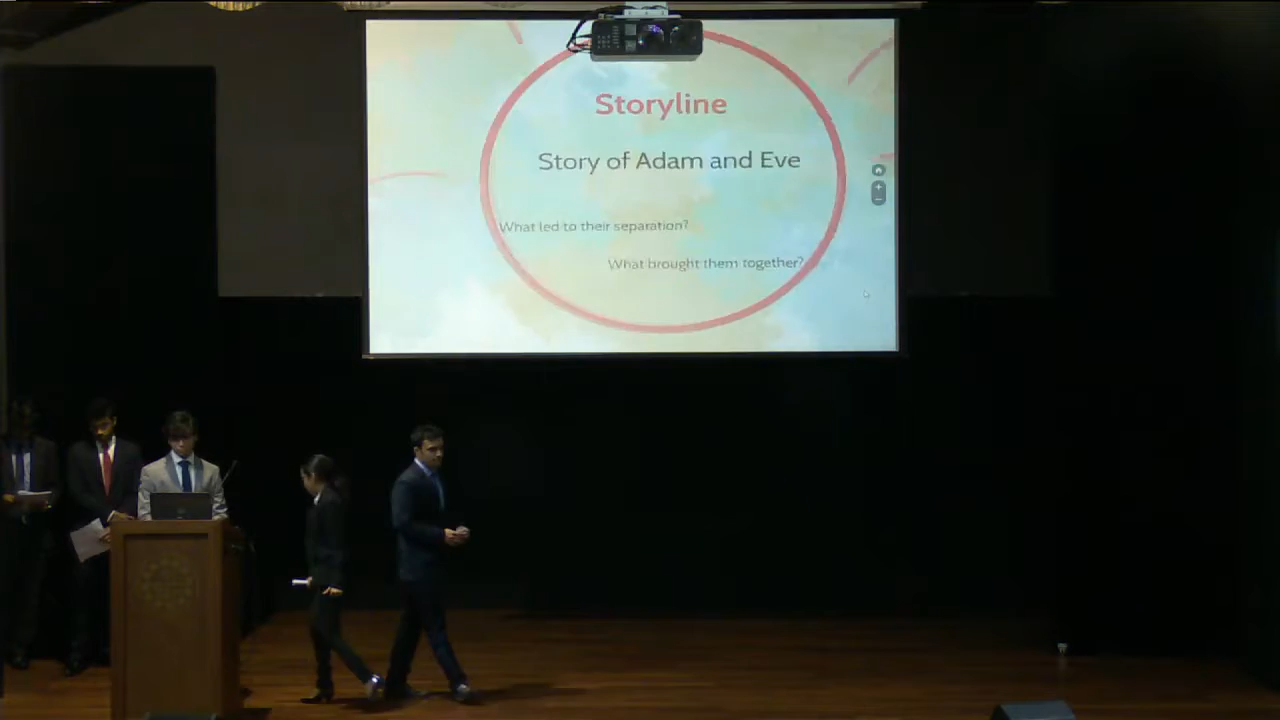 Storyline
Story of Adam and Eve
What led to their separation?
What brought them together?